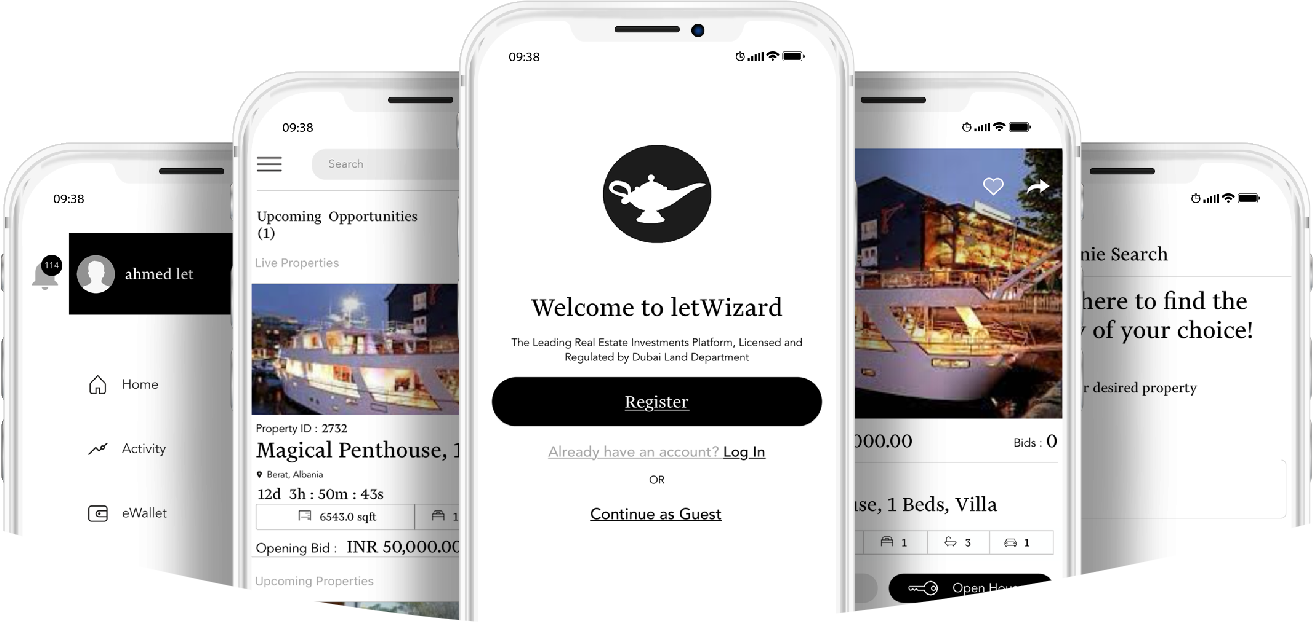 09:38
114
ahmed let
Home
Activity
eWallet
09:38
Search
Upcoming Opportunities
(1)
Live Properties
Property ID : 2732
Magical Penthouse, 1
Berat, Albania
12d 3h : 50m : 43s
6543.0 sqft
1
Opening Bid : INR 50,000.00
Upcoming Properties
09:38
Welcome to letWizard
The Leading Real Estate Investments Platform, Licensed and
Regulated by Dubai Land Department
Register
Already have an account? Log In
OR
Continue as Guest
000.00
Bids : 0
use, 1 Beds, Villa
1
3
1
Open Hou
nie Search
here to find the
y of your choice!
r desired property